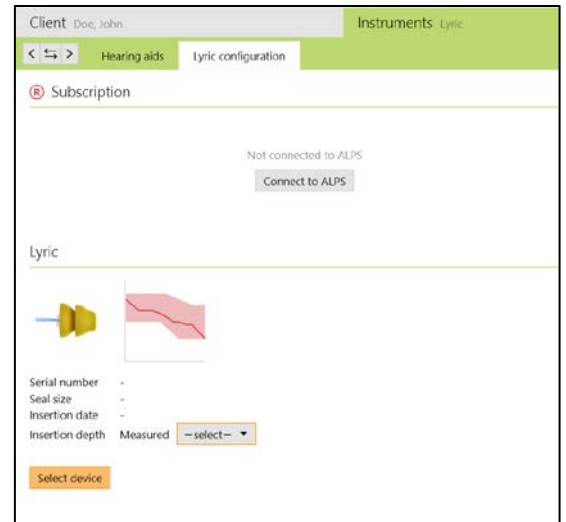 Client Doe, John Instruments Lyric
< ⇆ > Hearing aids Lyric configuration
R Subscription
Not connected to ALPS
Connect to ALPS
Lyric
Serial number -
Seal size -
Insertion date -
Insertion depth Measured —select—
Select device